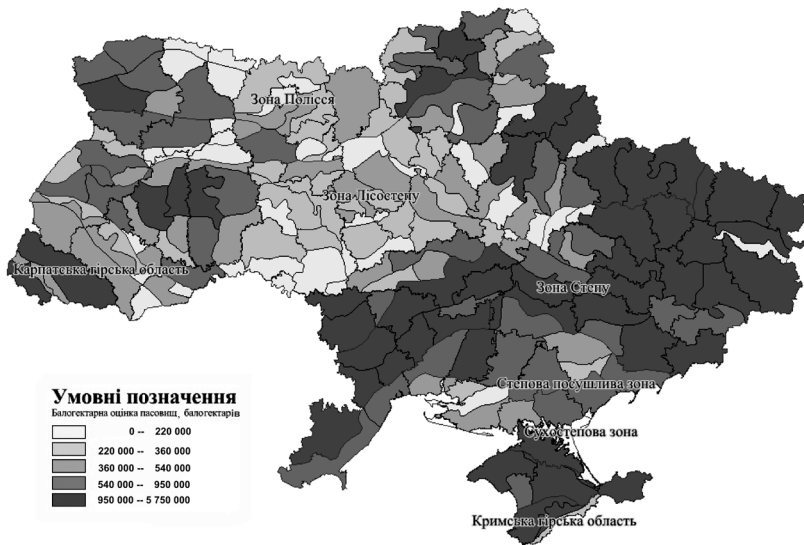 Зона Полісся
Зона Лісостепу
Карпатська гірська область
Зона Степу
Степова посушлива зона
Сухостепова зона
Кримська гірська область
Умовні позначення
Балогектарна оцінка пасовищ, балогектарів
0 -- 220 000
220 000 -- 360 000
360 000 -- 540 000
540 000 -- 950 000
950 000 -- 5 750 000